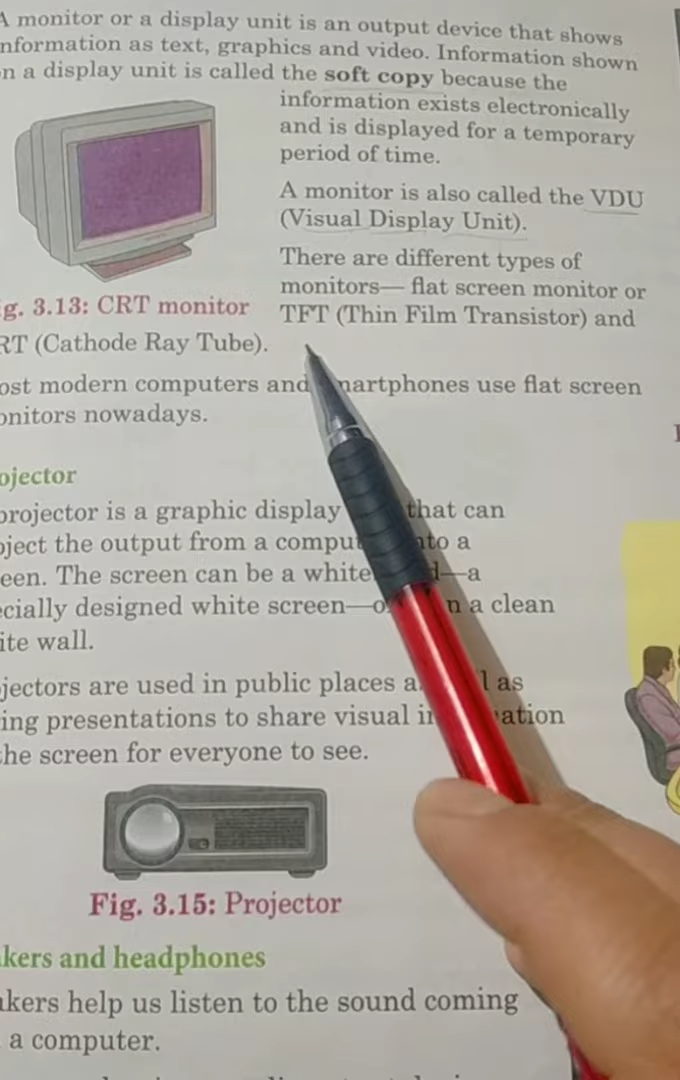 A monitor or a display unit is an output device that shows
nformation as text, graphics and video. Information shown
n a display unit is called the soft copy because the
information exists electronically
and is displayed for a temporary
period of time.
A monitor is also called the VDU
(Visual Display Unit).
There are different types of
monitors— flat screen monitor or
TFT (Thin Film Transistor) and
g. 3.13: CRT monitor
RT (Cathode Ray Tube).
ost modern computers and martphones use flat screen
onitors nowadays.
ojector
projector is a graphic display that can
oject the output from a compu to a
een. The screen can be a white d—a
ecially designed white screen—o n a clean
ite wall.
jectors are used in public places a l as
ing presentations to share visual in ation
he screen for everyone to see.
Fig. 3.15: Projector
akers and headphones
akers help us listen to the sound coming
a computer.